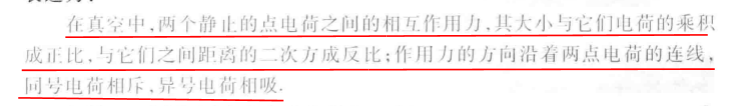 在真空中,两个静止的点电荷之间的相互作用力,其大小与它们电荷的乘积
成正比,与它们之间距离的二次方成反比;作用力的方向沿着两点电荷的连线,
同号电荷相斥,异号电荷相吸.